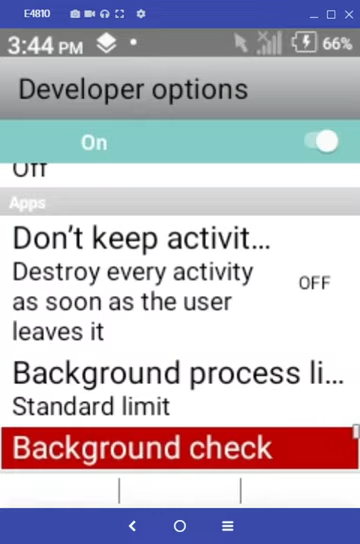 E4810
3:44 PM
66%
Developer options
On
Off
Apps
Don't keep activit...
Destroy every activity
as soon as the user
leaves it
OFF
Background process li...
Standard limit
Background check